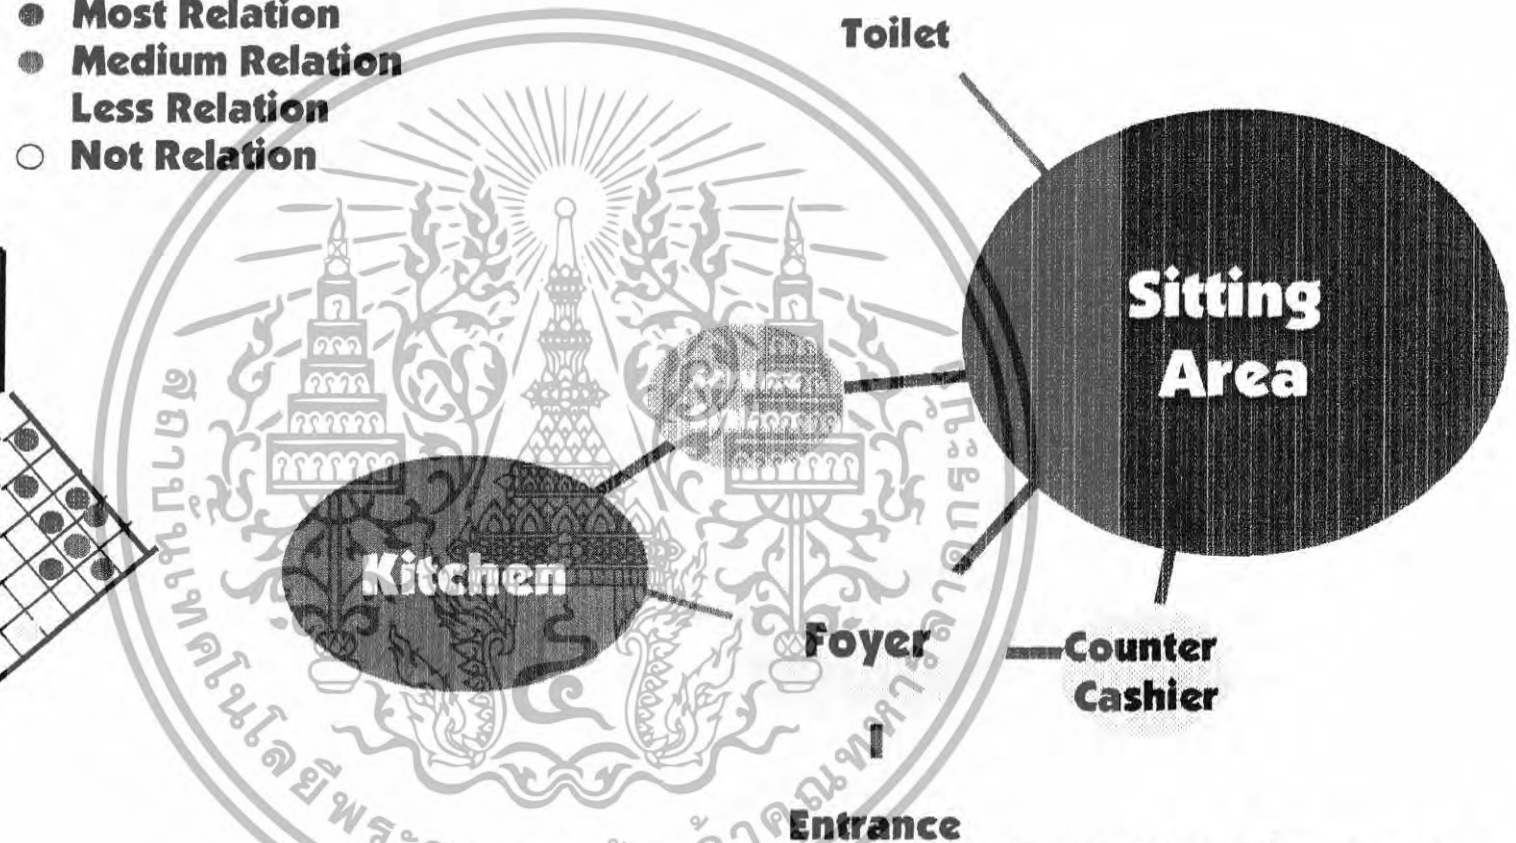 Most Relation
Medium Relation
Less Relation
Not Relation
Toilet
Sitting
Area
Kitchen
Foyer
Counter
Cashier
Entrance